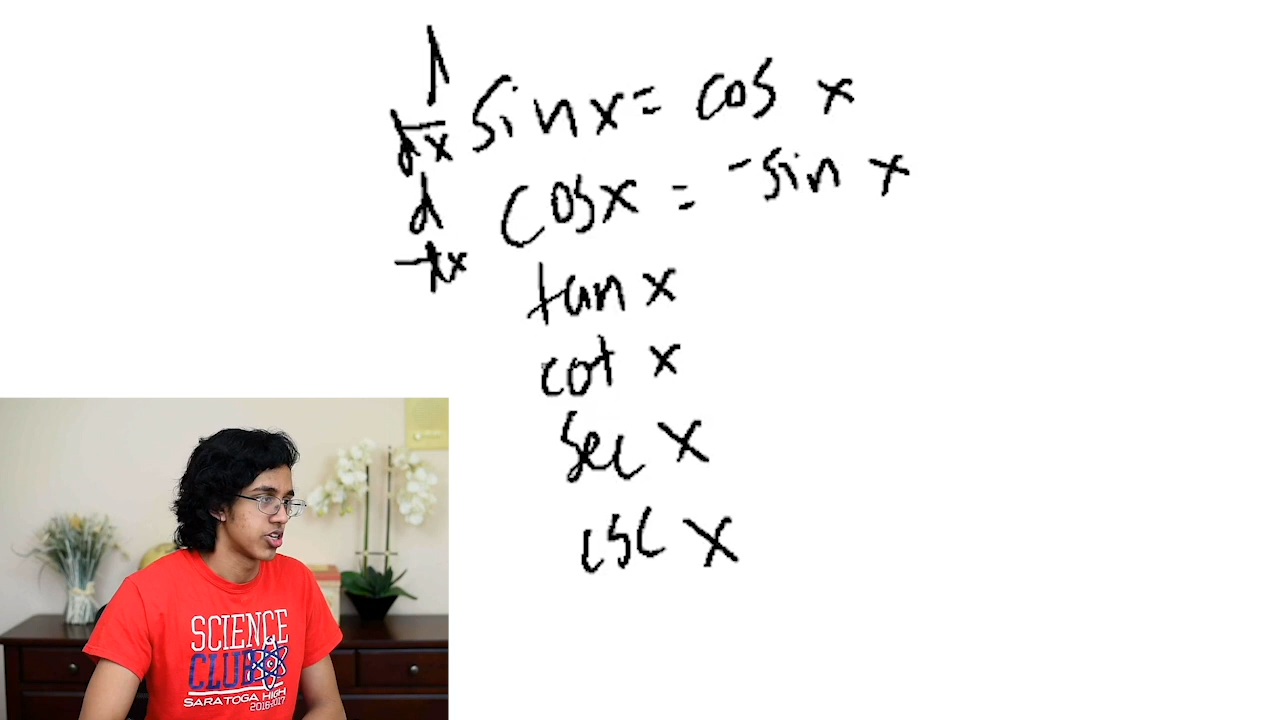 d/dx sin x = cos x
d/dx cos x = -sin x
tan x
cot x
sec x
csc x
SCIENCE
CLUB
SARATOGA HIGH
2016-2017